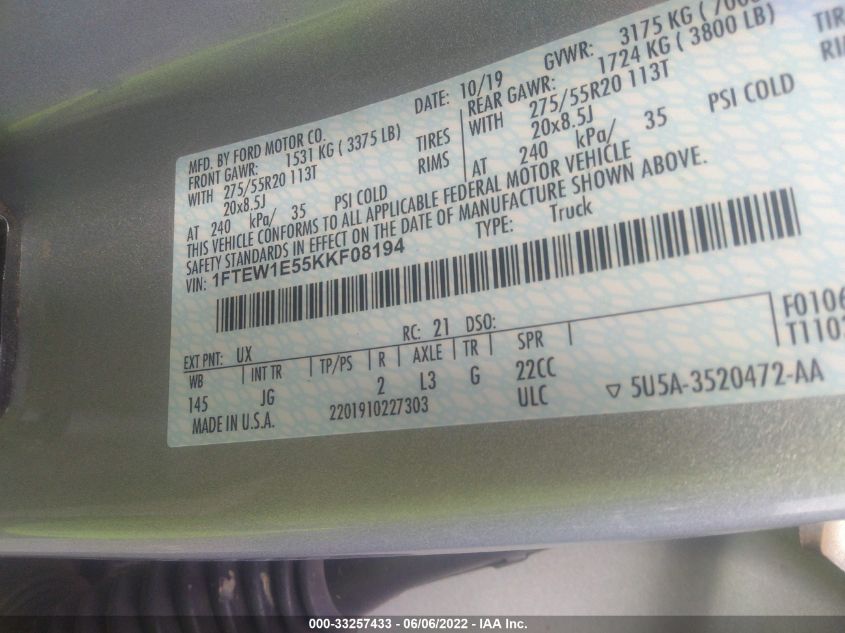 MFD. BY FORD MOTOR CO.
DATE: 10/19
GVWR: 3175 KG (
FRONT GAWR: 1531 KG ( 3375 LB)
REAR GAWR: 1724 KG ( 3800 LB)
WITH 275/55R20 113T TIRES
WITH 275/55R20 113T
20x8.5J RIMS
20x8.5J
AT 240 kPa/ 35 PSI COLD
AT 240 kPa/ 35 PSI COLD
THIS VEHICLE CONFORMS TO ALL APPLICABLE FEDERAL MOTOR VEHICLE
SAFETY STANDARDS IN EFFECT ON THE DATE OF MANUFACTURE SHOWN ABOVE.
VIN: 1FTEW1E55KKF08194
TYPE: Truck
EXT PNT: UX RC: 21 DSO:
WB INT TR TP/PS R AXLE TR SPR
145 JG 2 L3 G 22CC
MADE IN U.S.A. 2201910227303 ULC
5U5A-3520472-AA
000-33257433 - 06/06/2022 - IAA Inc.